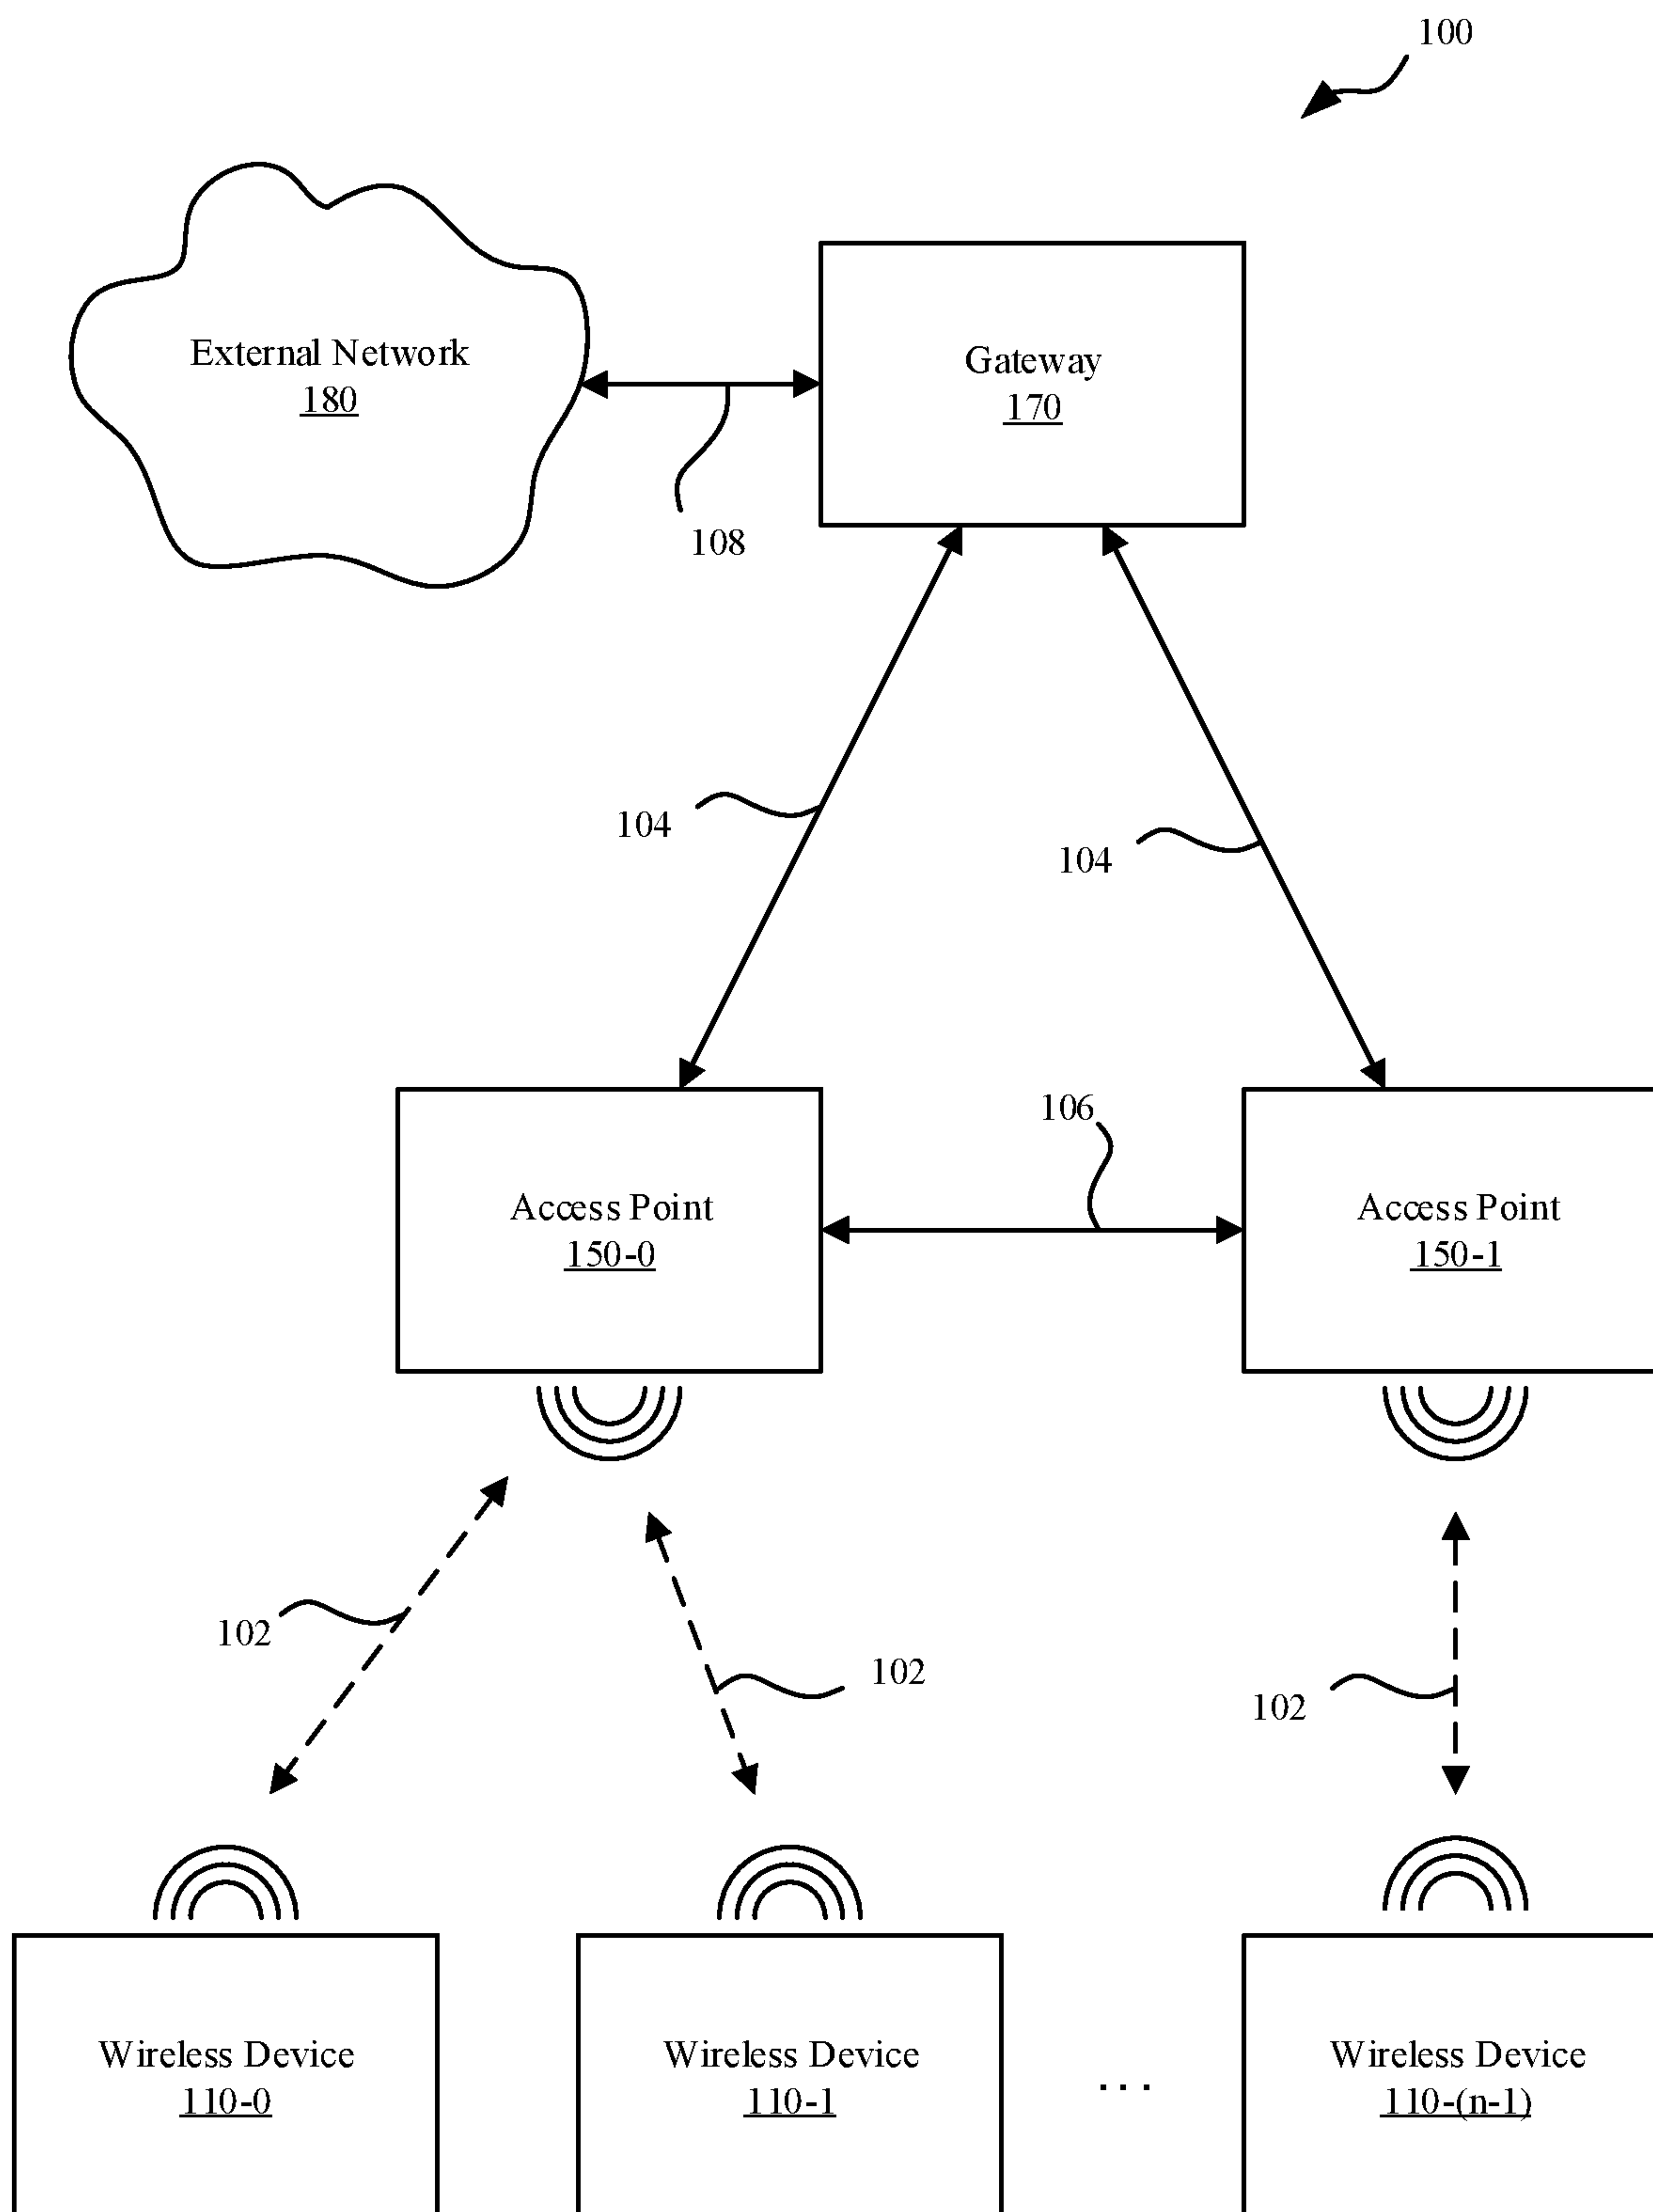 100
External Network
180
Gateway
170
108
104
104
106
Access Point
150-0
Access Point
150-1
102
102
102
Wireless Device
110-0
Wireless Device
110-1
...
Wireless Device
110-(n-1)